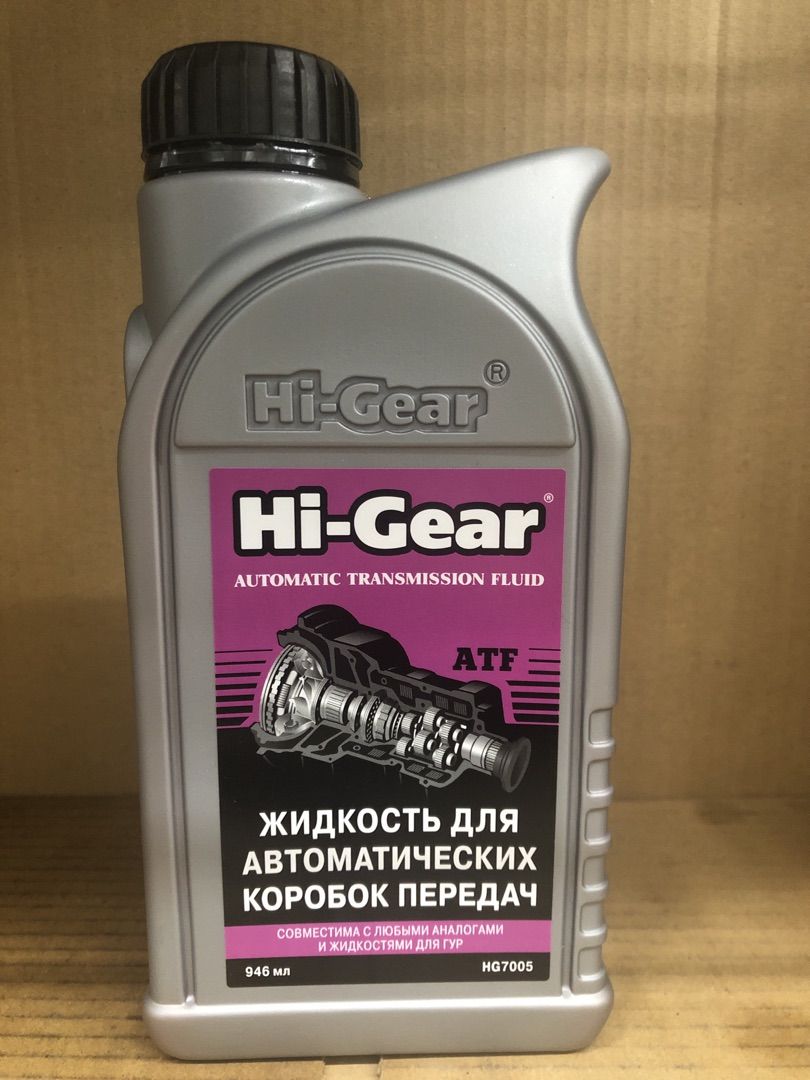 Hi-Gear®
Hi-Gear®
AUTOMATIC TRANSMISSION FLUID
ATF
ЖИДКОСТЬ ДЛЯ
АВТОМАТИЧЕСКИХ
КОРОБОК ПЕРЕДАЧ
СОВМЕСТИМА С ЛЮБЫМИ АНАЛОГАМИ
И ЖИДКОСТЯМИ ДЛЯ ГУР
946 мл HG7005